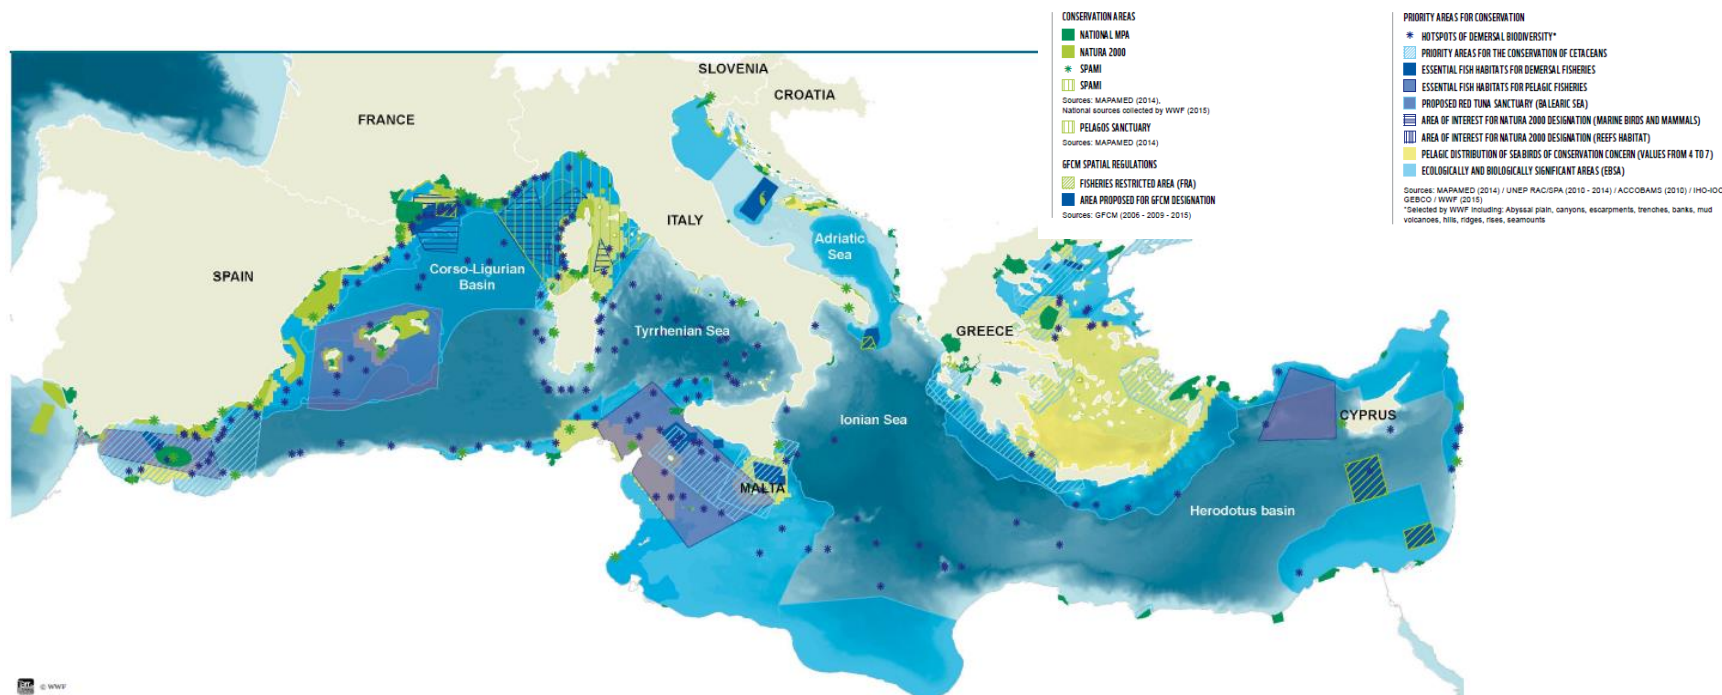 CONSERVATION AREAS
NATIONAL MPA
NATURA 2000
SPAMI
SPAMI
Sources: MAPAMED (2014),
National sources collected by WWF (2015)
PELAGOS SANCTUARY
Sources: MAPAMED (2014)
GFCM SPATIAL REGULATIONS
FISHERIES RESTRICTED AREA (FRA)
AREA PROPOSED FOR GFCM DESIGNATION
Sources: GFCM (2006 - 2009 - 2015)
PRIORITY AREAS FOR CONSERVATION
HOTSPOTS OF DEMERSAL BIODIVERSITY*
PRIORITY AREAS FOR THE CONSERVATION OF CETACEANS
ESSENTIAL FISH HABITATS FOR DEMERSAL FISHERIES
ESSENTIAL FISH HABITATS FOR PELAGIC FISHERIES
PROPOSED RED TUNA SANCTUARY (BALEARIC SEA)
AREA OF INTEREST FOR NATURA 2000 DESIGNATION (MARINE BIRDS AND MAMMALS)
AREA OF INTEREST FOR NATURA 2000 DESIGNATION (REEFS HABITAT)
PELAGIC DISTRIBUTION OF SEABIRDS OF CONSERVATION CONCERN (VALUES FROM 4 TO 7)
ECOLOGICALLY AND BIOLOGICALLY SIGNIFICANT AREAS (EBSA)
Sources: MAPAMED (2014) / UNEP RAC/SPA (2010 - 2014) / ACCOBAMS (2010) / IHO-IOC
GEBCO / WWF (2015)
*Selected by WWF including: Abyssal plain, canyons, escarpments, trenches, banks, mud
volcanoes, hills, ridges, rises, seamounts
SLOVENIA
CROATIA
FRANCE
ITALY
SPAIN
Adriatic
Sea
Corso-Ligurian
Basin
Tyrrhenian Sea
GREECE
Ionian Sea
CYPRUS
MALTA
Herodotus basin
© WWF